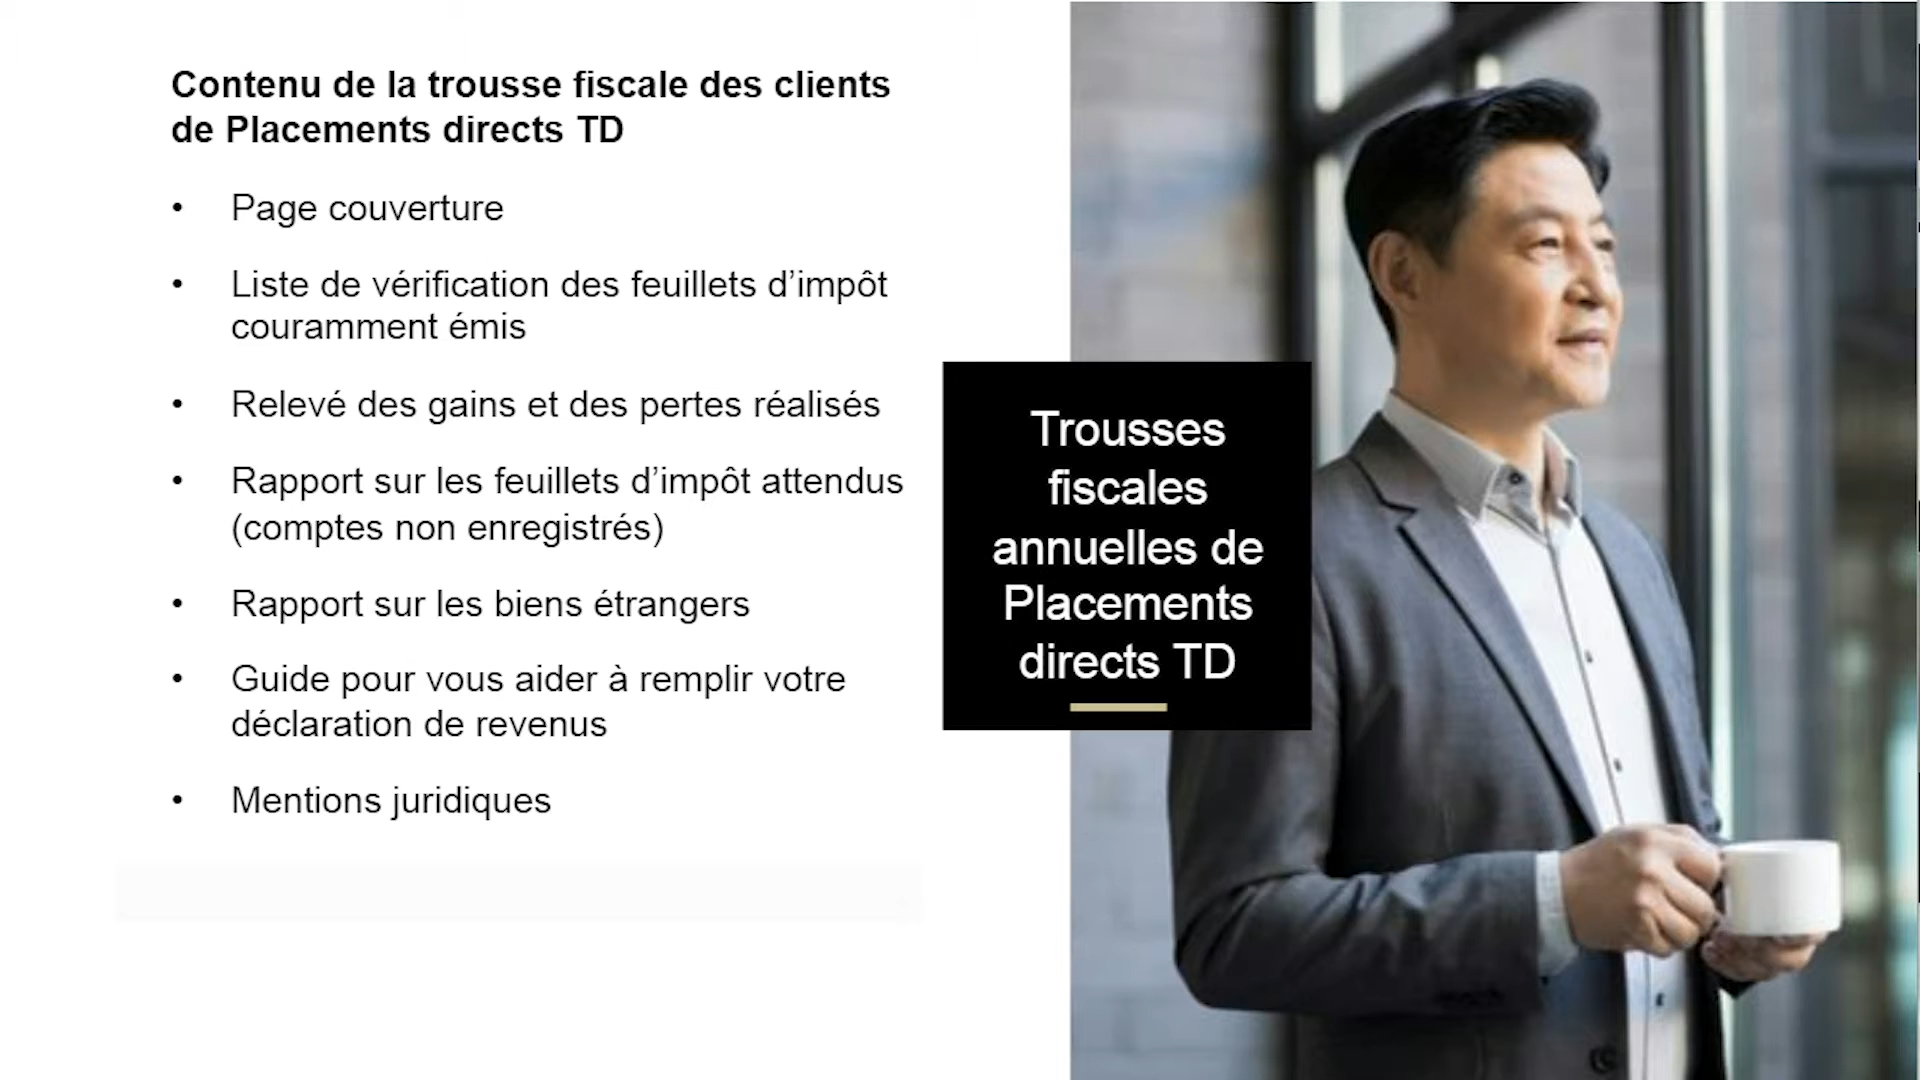 Contenu de la trousse fiscale des clients
de Placements directs TD
• Page couverture
• Liste de vérification des feuillets d’impôt
couramment émis
• Relevé des gains et des pertes réalisés
• Rapport sur les feuillets d’impôt attendus
(comptes non enregistrés)
• Rapport sur les biens étrangers
• Guide pour vous aider à remplir votre
déclaration de revenus
• Mentions juridiques
Trousses
fiscales
annuelles de
Placements
directs TD